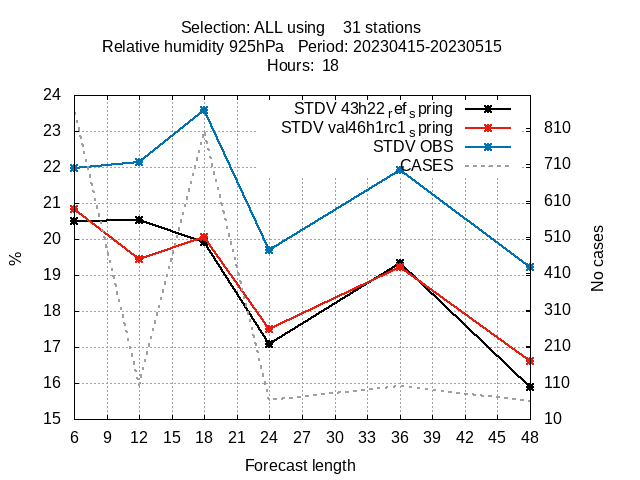 Selection: ALL using    31 stations
Relative humidity 925hPa   Period: 20230415-20230515
Hours:  18
STDV 43h22_ref_spring
STDV val46h1rc1_spring
STDV OBS
CASES
24
23
22
21
20
19
18
17
16
15
%
810
710
610
510
410
310
210
110
10
No cases
6 9 12 15 18 21 24 27 30 33 36 39 42 45 48
Forecast length